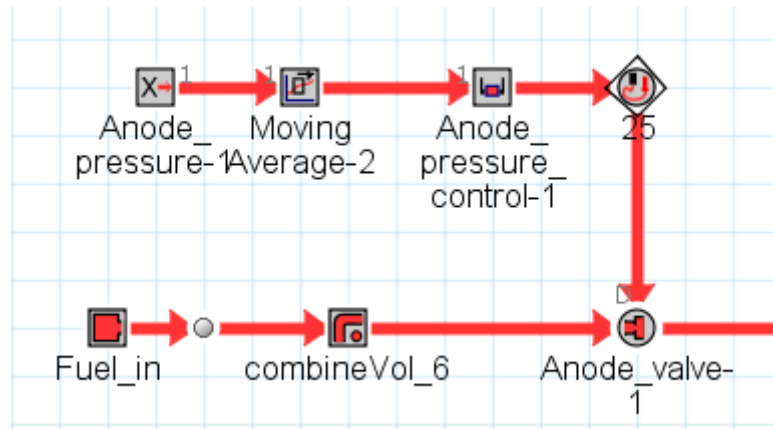 1
1
1
Anode_
pressure-1
Moving
Average-2
Anode_
pressure_
control-1
25
D
Fuel_in
combineVol_6
Anode_valve-
1